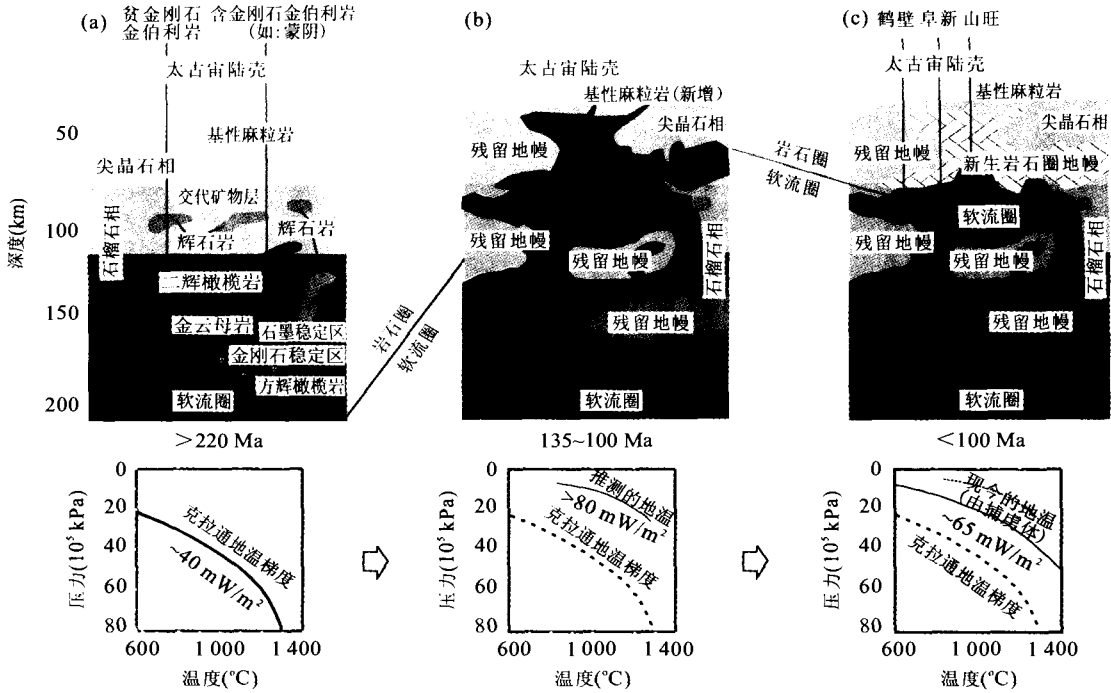 (a)
贫金刚石 含金刚石金伯利岩
金伯利岩 (如:蒙阴)
太古宙陆壳
基性麻粒岩
尖晶石相
交代矿物层
辉石岩
辉石岩
石榴石相
二辉橄榄岩
金云母岩
石墨稳定区
金刚石稳定区
方辉橄榄岩
软流圈
深度(km)
50
100
150
200
>220 Ma
岩石圈
软流圈
(b)
太古宙陆壳
基性麻粒岩(新增)
尖晶石相
残留地幔
残留地幔
残留地幔
石榴石相
残留地幔
软流圈
135~100 Ma
岩石圈
软流圈
(c) 鹤壁 阜新 山旺
太古宙陆壳
基性麻粒岩
尖晶石相
残留地幔
新生岩石圈地幔
软流圈
残留地幔
残留地幔
石榴石相
残留地幔
软流圈
<100 Ma
压力(10⁵ kPa)
0
20
40
60
80
克拉通地温梯度
~40 mW/m²
600
1 000
1 400
温度(°C)
压力(10⁵ kPa)
0
20
40
60
80
推测的地温
>80 mW/m²
克拉通地温梯度
600
1 000
1 400
温度(°C)
压力(10⁵ kPa)
0
20
40
60
80
现今的地温
(由捕虏体)
~65 mW/m²
克拉通地温梯度
600
1 000
1 400
温度(°C)